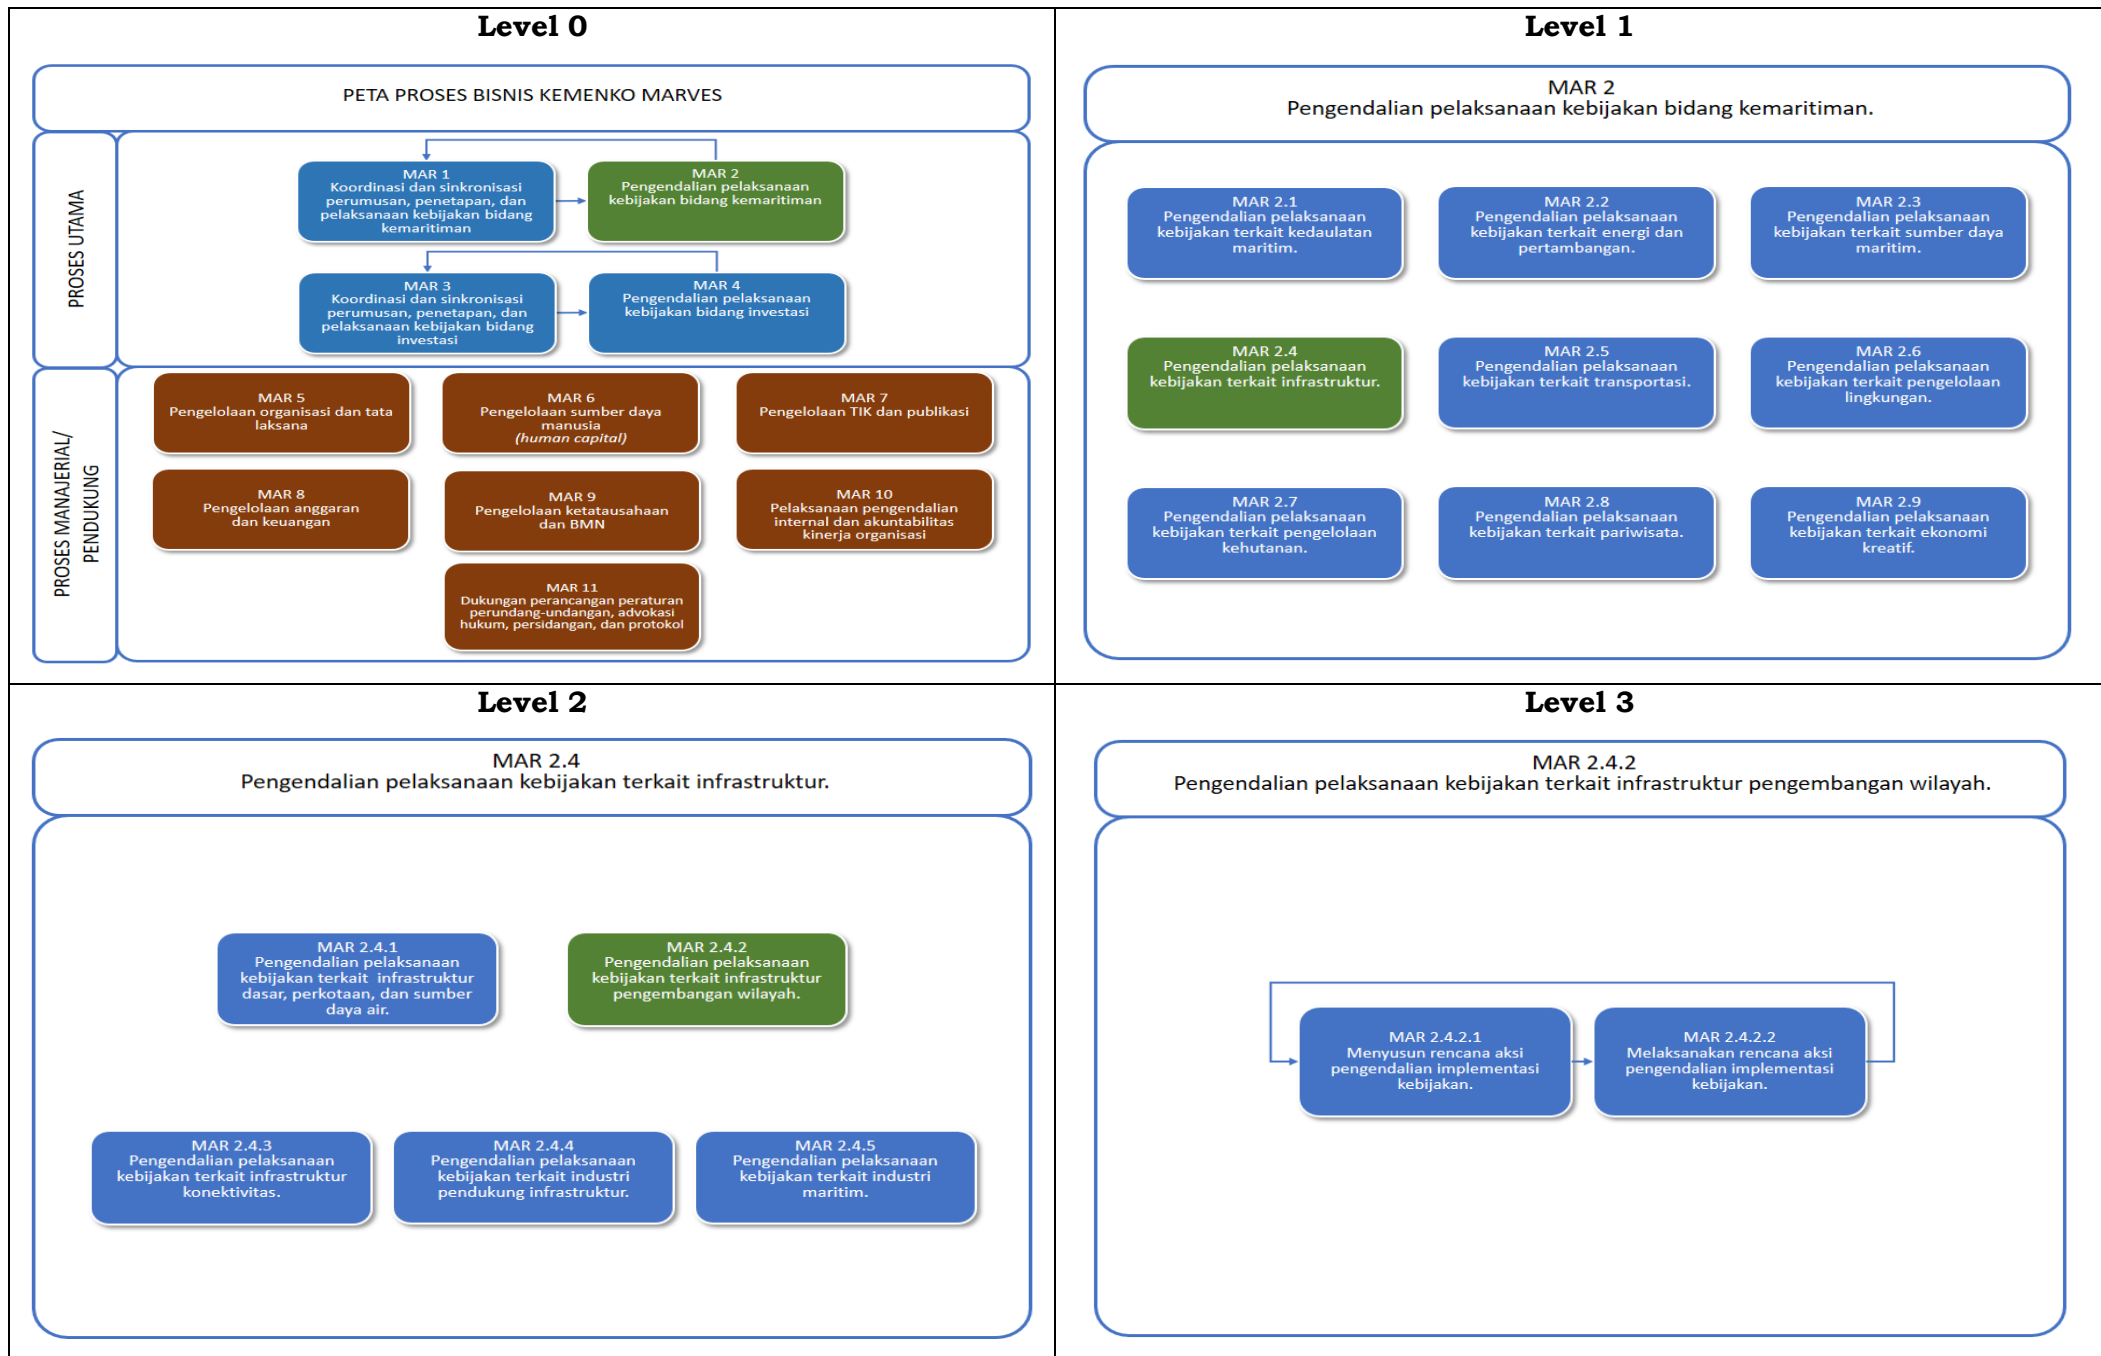 Level 0
PETA PROSES BISNIS KEMENKO MARVES
PROSES UTAMA
MAR 1
Koordinasi dan sinkronisasi
perumusan, penetapan, dan
pelaksanaan kebijakan bidang
kemaritiman
MAR 2
Pengendalian pelaksanaan
kebijakan bidang kemaritiman
MAR 3
Koordinasi dan sinkronisasi
perumusan, penetapan, dan
pelaksanaan kebijakan bidang
investasi
MAR 4
Pengendalian pelaksanaan
kebijakan bidang investasi
PROSES MANAJERIAL/
PENDUKUNG
MAR 5
Pengelolaan organisasi dan tata
laksana
MAR 6
Pengelolaan sumber daya
manusia
(human capital)
MAR 7
Pengelolaan TIK dan publikasi
MAR 8
Pengelolaan anggaran
dan keuangan
MAR 9
Pengelolaan ketatausahaan
dan BMN
MAR 10
Pelaksanaan pengendalian
internal dan akuntabilitas
kinerja organisasi
MAR 11
Dukungan perancangan peraturan
perundang-undangan, advokasi
hukum, persidangan, dan protokol
Level 1
MAR 2
Pengendalian pelaksanaan kebijakan bidang kemaritiman.
MAR 2.1
Pengendalian pelaksanaan
kebijakan terkait kedaulatan
maritim.
MAR 2.2
Pengendalian pelaksanaan
kebijakan terkait energi dan
pertambangan.
MAR 2.3
Pengendalian pelaksanaan
kebijakan terkait sumber daya
maritim.
MAR 2.4
Pengendalian pelaksanaan
kebijakan terkait infrastruktur.
MAR 2.5
Pengendalian pelaksanaan
kebijakan terkait transportasi.
MAR 2.6
Pengendalian pelaksanaan
kebijakan terkait pengelolaan
lingkungan.
MAR 2.7
Pengendalian pelaksanaan
kebijakan terkait pengelolaan
kehutanan.
MAR 2.8
Pengendalian pelaksanaan
kebijakan terkait pariwisata.
MAR 2.9
Pengendalian pelaksanaan
kebijakan terkait ekonomi
kreatif.
Level 2
MAR 2.4
Pengendalian pelaksanaan kebijakan terkait infrastruktur.
MAR 2.4.1
Pengendalian pelaksanaan
kebijakan terkait infrastruktur
dasar, perkotaan, dan sumber
daya air.
MAR 2.4.2
Pengendalian pelaksanaan
kebijakan terkait infrastruktur
pengembangan wilayah.
MAR 2.4.3
Pengendalian pelaksanaan
kebijakan terkait infrastruktur
konektivitas.
MAR 2.4.4
Pengendalian pelaksanaan
kebijakan terkait industri
pendukung infrastruktur.
MAR 2.4.5
Pengendalian pelaksanaan
kebijakan terkait industri
maritim.
Level 3
MAR 2.4.2
Pengendalian pelaksanaan kebijakan terkait infrastruktur pengembangan wilayah.
MAR 2.4.2.1
Menyusun rencana aksi
pengendalian implementasi
kebijakan.
MAR 2.4.2.2
Melaksanakan rencana aksi
pengendalian implementasi
kebijakan.